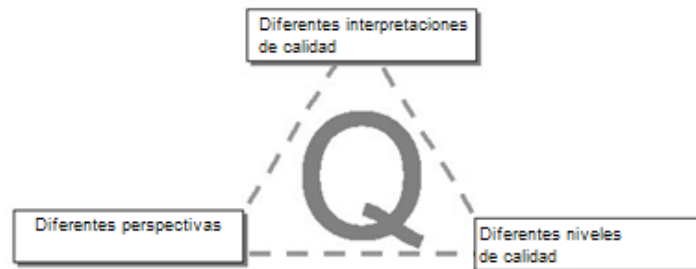 Diferentes interpretaciones
de calidad
Q
Diferentes perspectivas
Diferentes niveles
de calidad